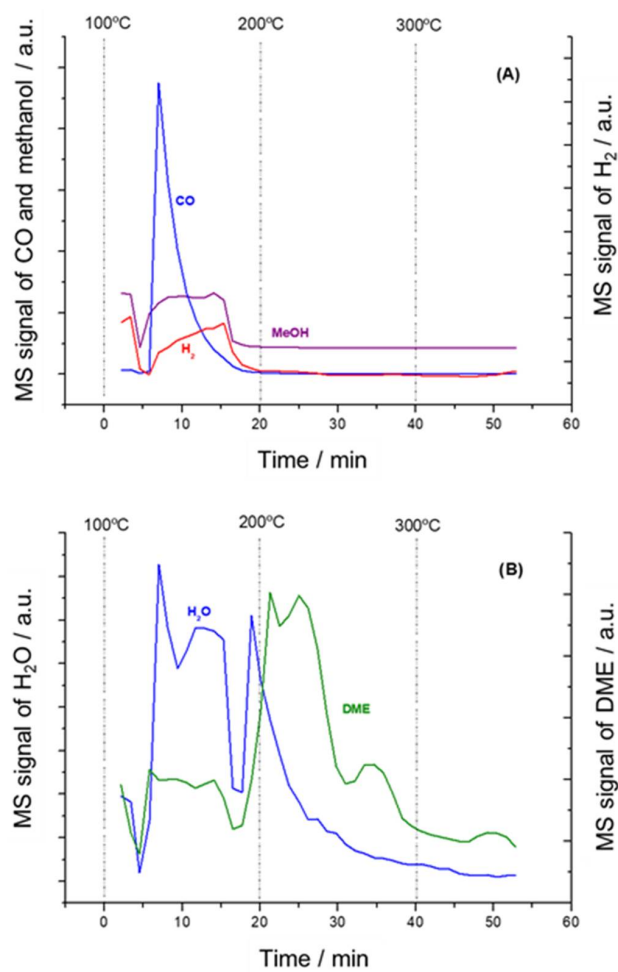 100ºC 200ºC 300ºC
(A)
MS signal of CO and methanol / a.u.
MS signal of H₂ / a.u.
CO
MeOH
H₂
0 10 20 30 40 50 60
Time / min
100ºC 200ºC 300ºC
(B)
MS signal of H₂O / a.u.
MS signal of DME / a.u.
H₂O
DME
0 10 20 30 40 50 60
Time / min